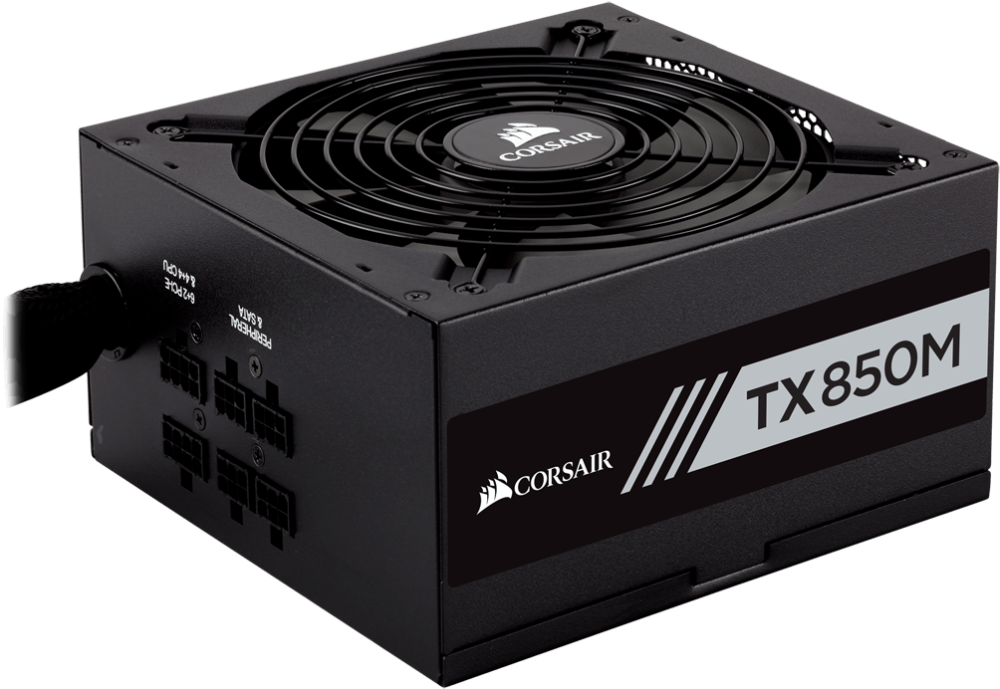 CORSAIR
6+2 PCI-E
& 4+4 CPU
PERIPHERAL
& SATA
CORSAIR
TX850M